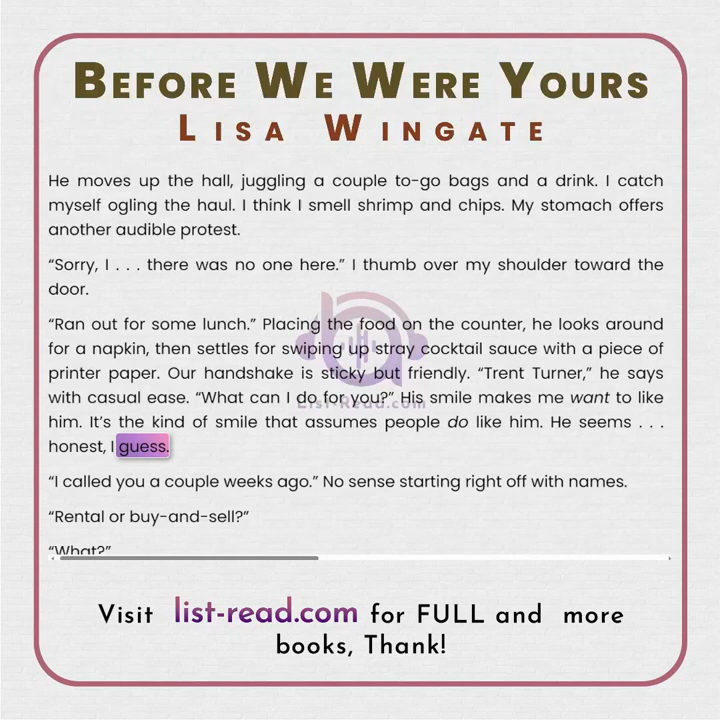 BEFORE WE WERE YOURS
LISA WINGATE
He moves up the hall, juggling a couple to-go bags and a drink. I catch
myself ogling the haul. I think I smell shrimp and chips. My stomach offers
another audible protest.
“Sorry, I . . . there was no one here.” I thumb over my shoulder toward the
door.
“Ran out for some lunch.” Placing the food on the counter, he looks around
for a napkin, then settles for swiping up stray cocktail sauce with a piece of
printer paper. Our handshake is sticky but friendly. “Trent Turner,” he says
with casual ease. “What can I do for you?” His smile makes me want to like
him. It’s the kind of smile that assumes people do like him. He seems . . .
honest, I guess.
“I called you a couple weeks ago.” No sense starting right off with names.
“Rental or buy-and-sell?”
“What?”
List-Read.com
Visit list-read.com for FULL and more
books, Thank!